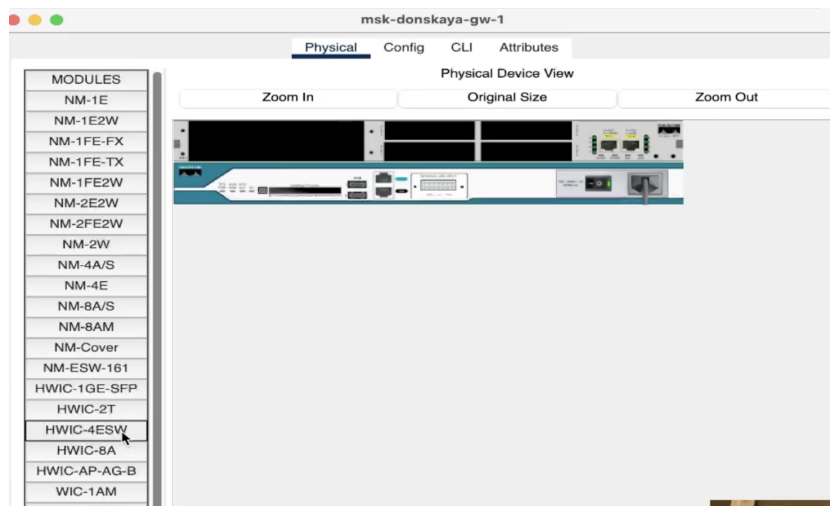 msk-donskaya-gw-1
Physical Config CLI Attributes
MODULES
NM-1E
NM-1E2W
NM-1FE-FX
NM-1FE-TX
NM-1FE2W
NM-2E2W
NM-2FE2W
NM-2W
NM-4A/S
NM-4E
NM-8A/S
NM-8AM
NM-Cover
NM-ESW-161
HWIC-1GE-SFP
HWIC-2T
HWIC-4ESW
HWIC-8A
HWIC-AP-AG-B
WIC-1AM
Physical Device View
Zoom In Original Size Zoom Out